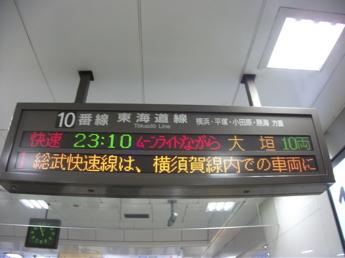 10番線 東海道線 横浜・平塚・小田原・熱海 方面
Tokaido Line
快速 23:10 ムーンライトながら 大垣 10両
総武快速線は、横須賀線内での車両に